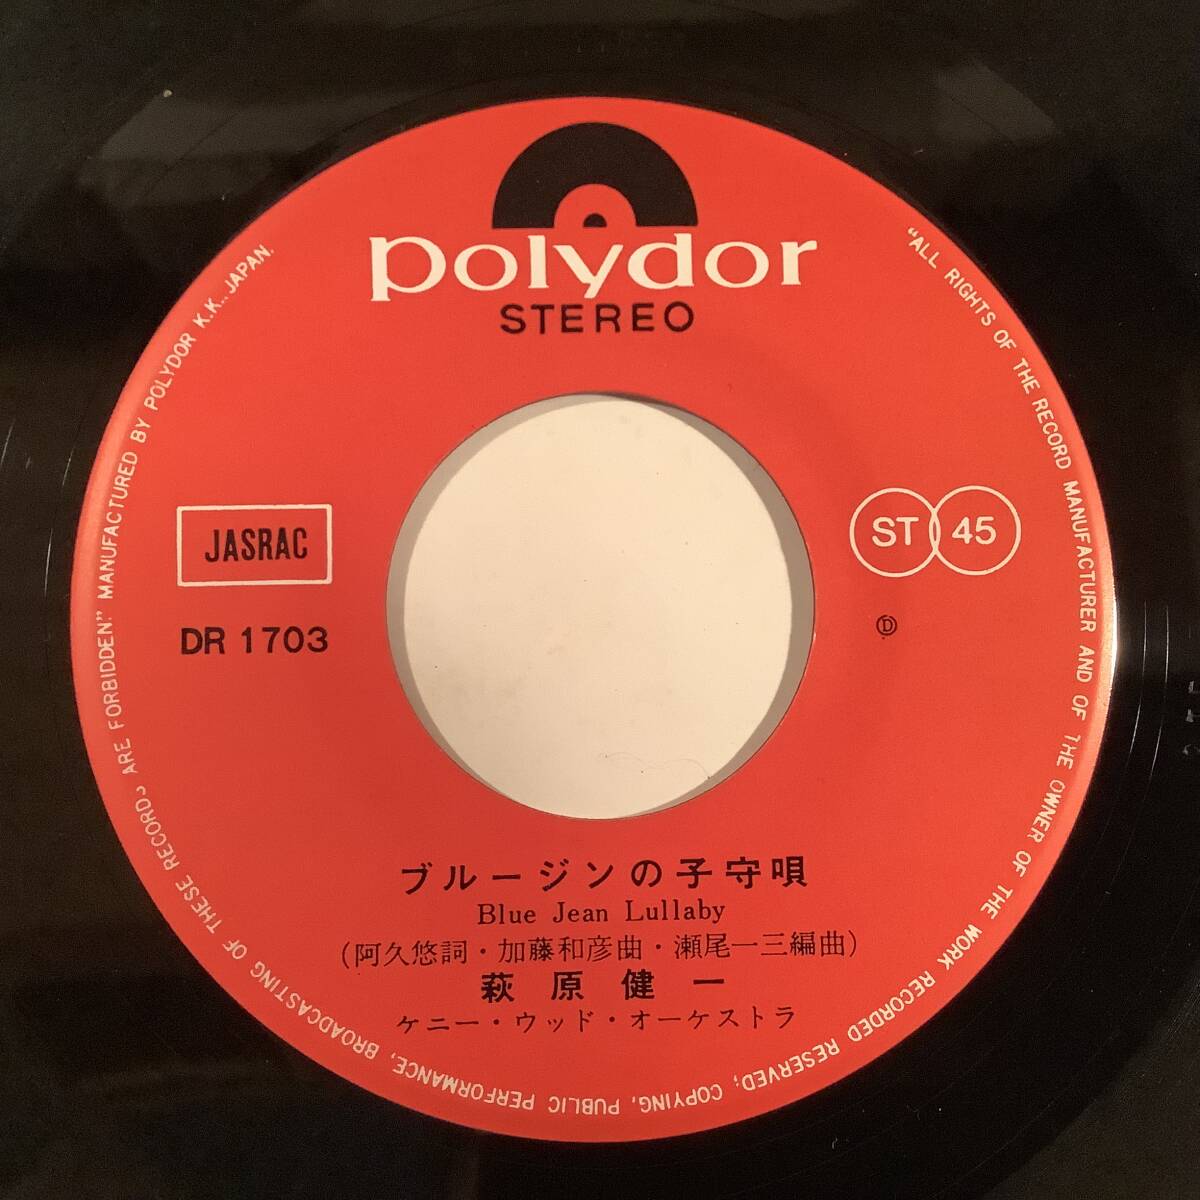 polydor
STEREO
JASRAC
DR 1703
ST 45
Ⓓ
ブルージンの子守唄
Blue Jean Lullaby
(阿久悠詞・加藤和彦曲・瀬尾一三編曲)
萩原健一
ケニー・ウッド・オーケストラ
"ALL RIGHTS OF THE RECORD MANUFACTURER AND OF THE OWNER OF THE WORK RECORDED RESERVED; COPYING, PUBLIC PERFORMANCE, BROADCASTING OF THESE RECORD, ARE FORBIDDEN." MANUFACTURED BY POLYDOR K.K., JAPAN.